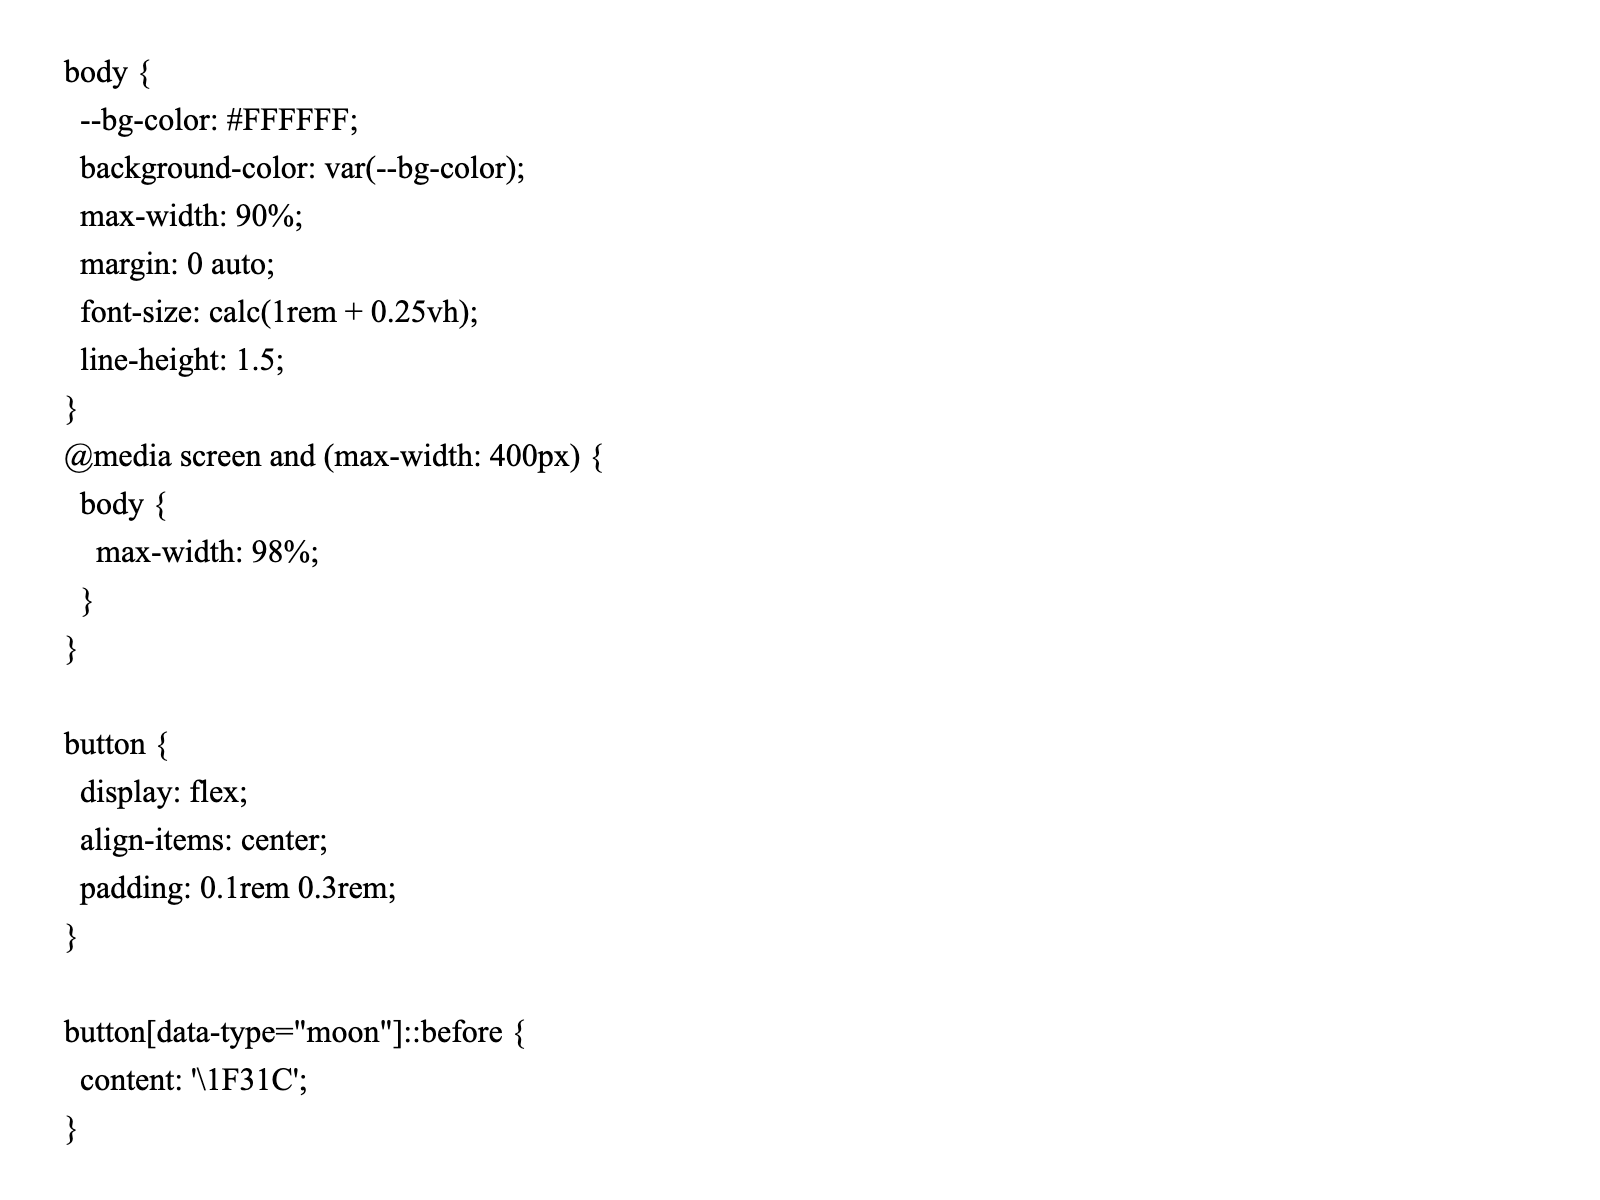 body {
  --bg-color: #FFFFFF;
  background-color: var(--bg-color);
  max-width: 90%;
  margin: 0 auto;
  font-size: calc(1rem + 0.25vh);
  line-height: 1.5;
}
@media screen and (max-width: 400px) {
  body {
    max-width: 98%;
  }
}

button {
  display: flex;
  align-items: center;
  padding: 0.1rem 0.3rem;
}

button[data-type="moon"]::before {
  content: '\1F31C';
}